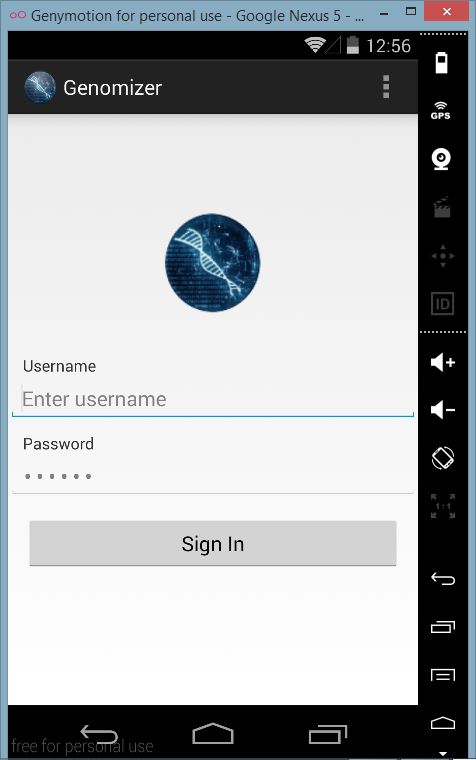 Genymotion for personal use - Google Nexus 5 - ...
12:56
Genomizer
GPS
ID
Username
Enter username
Password
••••••
Sign In
1:1
free for personal use